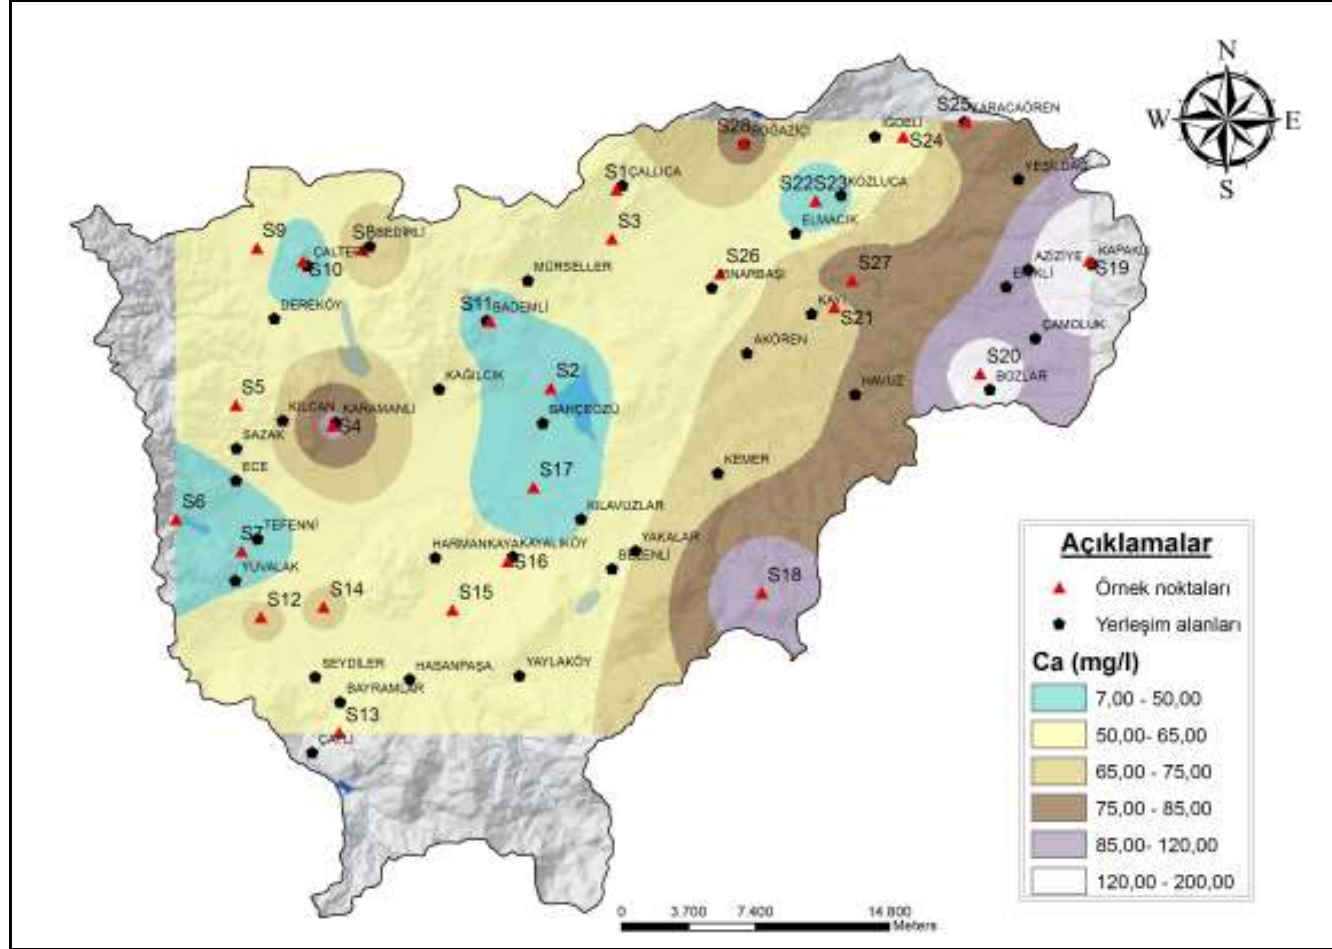 N
W E
S
S25 KARACAÖREN
S28 BOĞAZİÇİ
İĞDELİ
S24
YEŞİLDAĞ
S1 ÇALLICA
S22 S23 KOZLUCA
ELMACIK
S3
S9
S8 BEDİRLİ
ÇALTEPE
S10
AZİZİYE
KAPAKLI
S19
MÜRSELLER
S26
PINARBAŞI
S27
DEREKÖY
S11 BADEMLİ
KAYI
S21
ÇAMOLUK
AKÖREN
S20
BOZLAR
S2
KAĞILCIK
HAVUZ
S5
KILCAN
KARAMANLI
S4
BAHÇEÖZÜ
SAZAK
ECE
KEMER
S17
S6
KILAVUZLAR
S7
TEFENNİ
HARMANKAYA
KAYALIKÖY
S16
YAKALAR
BELENLİ
YUVALAK
S18
S12
S14
S15
SEYDİLER
HASANPAŞA
YAYLAKÖY
BAYRAMLAR
S13
Açıklamalar
Örnek noktaları
Yerleşim alanları
Ca (mg/l)
7,00 - 50,00
50,00- 65,00
65,00 - 75,00
75,00 - 85,00
85,00- 120,00
120,00 - 200,00
0 3.700 7.400 14 800
Meters